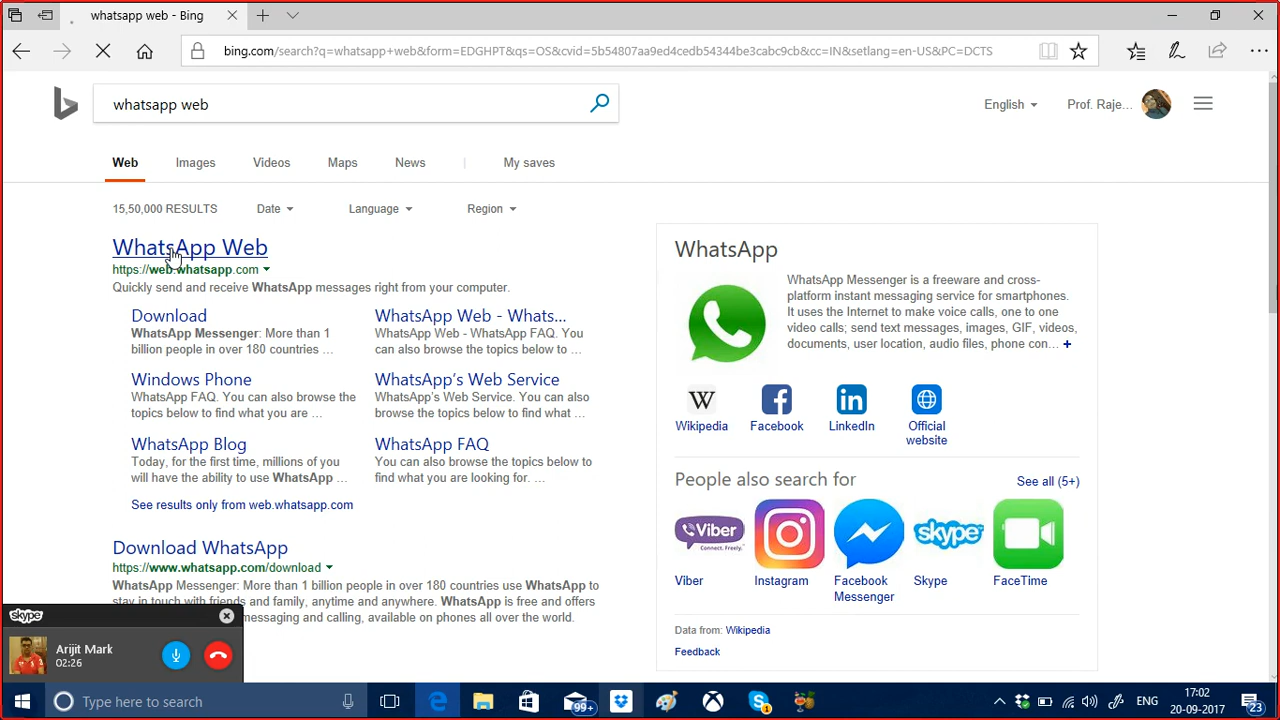 whatsapp web - Bing
bing.com/search?q=whatsapp+web&form=EDGHPT&qs=OS&cvid=5b54807aa9ed4cedb54344be3cabc9cb&cc=IN&setlang=en-US&PC=DCTS
whatsapp web
English
Prof. Raje...
Web Images Videos Maps News | My saves
15,50,000 RESULTS Date Language Region
WhatsApp Web
https://web.whatsapp.com
Quickly send and receive WhatsApp messages right from your computer.
Download
WhatsApp Messenger: More than 1
billion people in over 180 countries ...
WhatsApp Web - Whats...
WhatsApp Web - WhatsApp FAQ. You
can also browse the topics below to ...
Windows Phone
WhatsApp FAQ. You can also browse the
topics below to find what you are ...
WhatsApp's Web Service
WhatsApp's Web Service. You can also
browse the topics below to find what ...
WhatsApp Blog
Today, for the first time, millions of you
will have the ability to use WhatsApp ...
WhatsApp FAQ
You can also browse the topics below to
find what you are looking for. ...
See results only from web.whatsapp.com
Download WhatsApp
https://www.whatsapp.com/download
WhatsApp Messenger: More than 1 billion people in over 180 countries use WhatsApp to
stay in touch with friends and family, anytime and anywhere. WhatsApp is free and offers
messaging and calling, available on phones all over the world.
WhatsApp
WhatsApp Messenger is a freeware and cross-
platform instant messaging service for smartphones.
It uses the Internet to make voice calls, one to one
video calls; send text messages, images, GIF, videos,
documents, user location, audio files, phone con... +
W
Wikipedia
Facebook
LinkedIn
Official
website
People also search for
See all (5+)
Viber
Connect. Freely.
skype
Viber
Instagram
Facebook
Messenger
Skype
FaceTime
Data from: Wikipedia
Feedback
skype
Arijit Mark
02:26
Type here to search
99+
1
ENG
17:02
20-09-2017
23